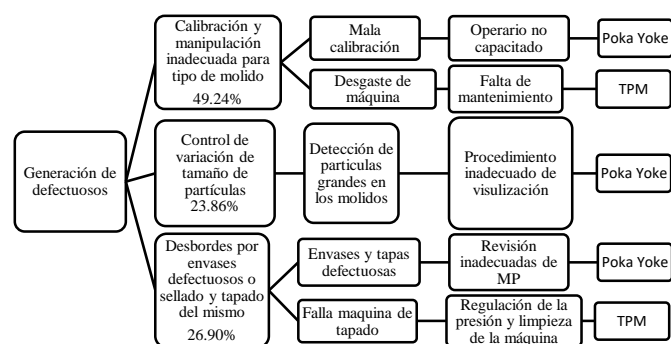 Generación de
defectuosos
Calibración y
manipulación
inadecuada para
tipo de molido
49.24%
Mala
calibración
Operario no
capacitado
Poka Yoke
Desgaste de
máquina
Falta de
mantenimiento
TPM
Control de
variación de
tamaño de
partículas
23.86%
Detección de
particulas
grandes en
los molidos
Procedimiento
inadecuado de
visulización
Poka Yoke
Desbordes por
envases
defectuosos o
sellado y tapado
del mismo
26.90%
Envases y tapas
defectuosas
Revisión
inadecuadas de
MP
Poka Yoke
Falla maquina de
tapado
Regulación de la
presión y limpieza
de la máquina
TPM